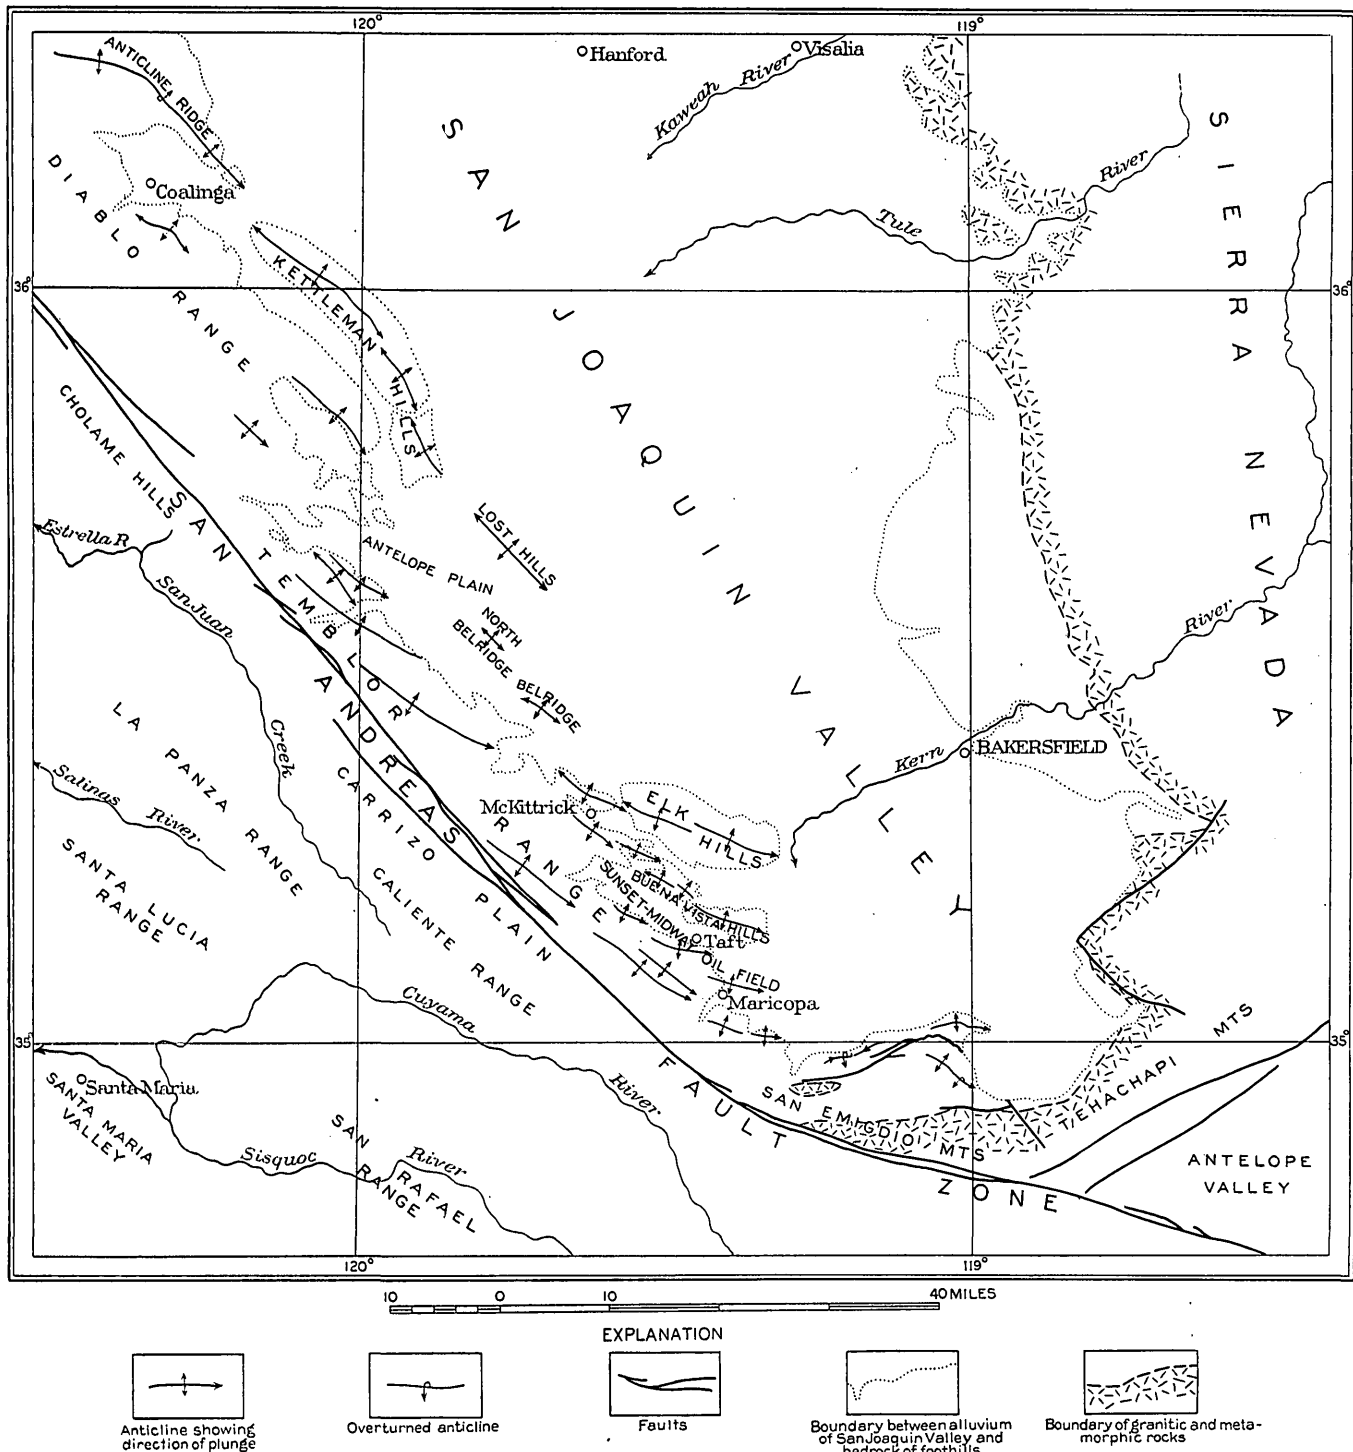 120°
119°
Hanford
Visalia
ANTICLINE RIDGE
Kaweah River
SAN JOAQUIN VALLEY
SIERRA NEVADA
DIABLO RANGE
Coalinga
River
Tule
KETTLEMAN HILLS
36°
36°
CHOLAME HILLS
SAN ANDREAS FAULT ZONE
LOST HILLS
Estrella R
ANTELOPE PLAIN
TEMBLOR RANGE
San Juan Creek
NORTH BELRIDGE
BELRIDGE
River
LA PANZA RANGE
Kern
BAKERSFIELD
Salinas River
CARRIZO PLAIN
McKittrick
ELK HILLS
SANTA LUCIA
RANGE
CALIENTE RANGE
BUENA VISTA HILLS
SUNSET-MIDWAY OIL FIELD
Taft
Maricopa
Cuyama River
35°
35°
Santa Maria
SANTA MARIA
VALLEY
SAN EMIGDIO MTS
TEHACHAPI MTS
SAN RAFAEL
RANGE
Sisquoc River
ANTELOPE
VALLEY
120°
119°
10 0 10 40 MILES
EXPLANATION
Anticline showing
direction of plunge
Overturned anticline
Faults
Boundary between alluvium
of San Joaquin Valley and
bedrock of foothills
Boundary of granitic and meta-
morphic rocks